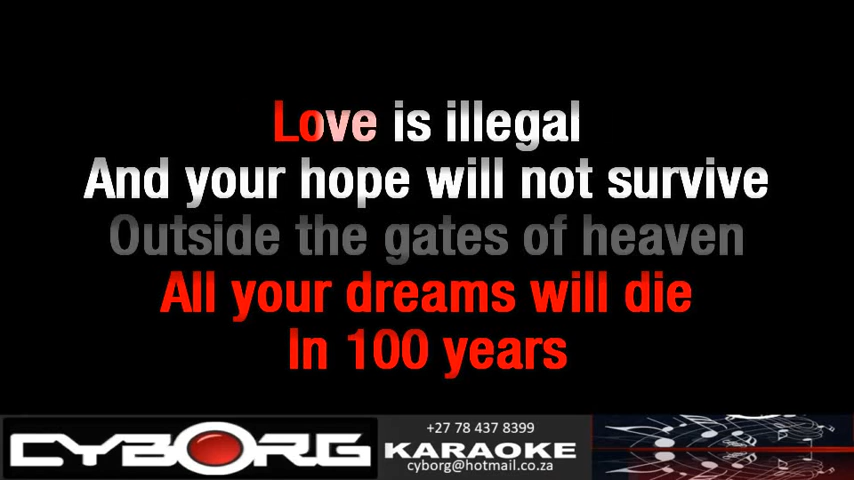 Love is illegal
And your hope will not survive
Outside the gates of heaven
All your dreams will die
In 100 years
CYBORG
+27 78 437 8399
KARAOKE
cyborg@hotmail.co.za